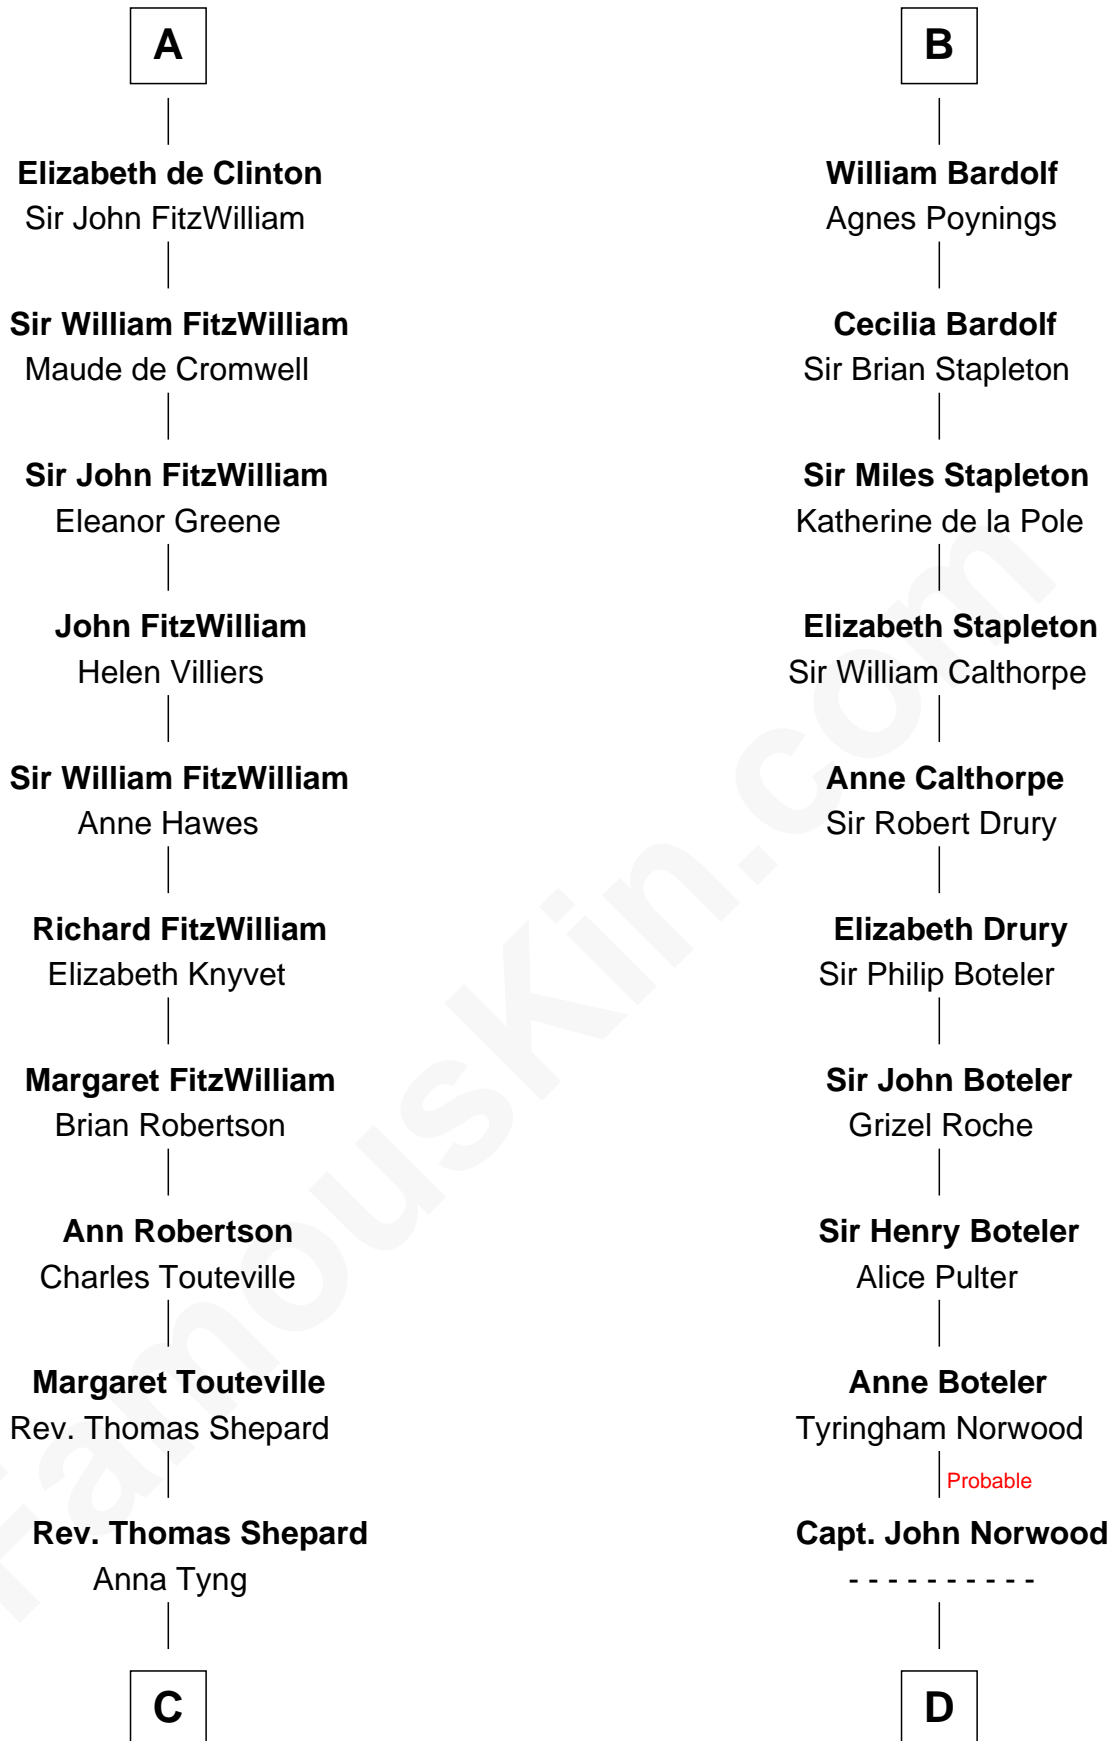 A
Elizabeth de Clinton
Sir John FitzWilliam
Sir William FitzWilliam
Maude de Cromwell
Sir John FitzWilliam
Eleanor Greene
John FitzWilliam
Helen Villiers
Sir William FitzWilliam
Anne Hawes
Richard FitzWilliam
Elizabeth Knyvet
Margaret FitzWilliam
Brian Robertson
Ann Robertson
Charles Touteville
Margaret Touteville
Rev. Thomas Shepard
Rev. Thomas Shepard
Anna Tyng
C
B
William Bardolf
Agnes Poynings
Cecilia Bardolf
Sir Brian Stapleton
Sir Miles Stapleton
Katherine de la Pole
Elizabeth Stapleton
Sir William Calthorpe
Anne Calthorpe
Sir Robert Drury
Elizabeth Drury
Sir Philip Boteler
Sir John Boteler
Grizel Roche
Sir Henry Boteler
Alice Pulter
Anne Boteler
Tyringham Norwood
Probable
Capt. John Norwood
- - - - - - - - - -
D
FamousKin.com